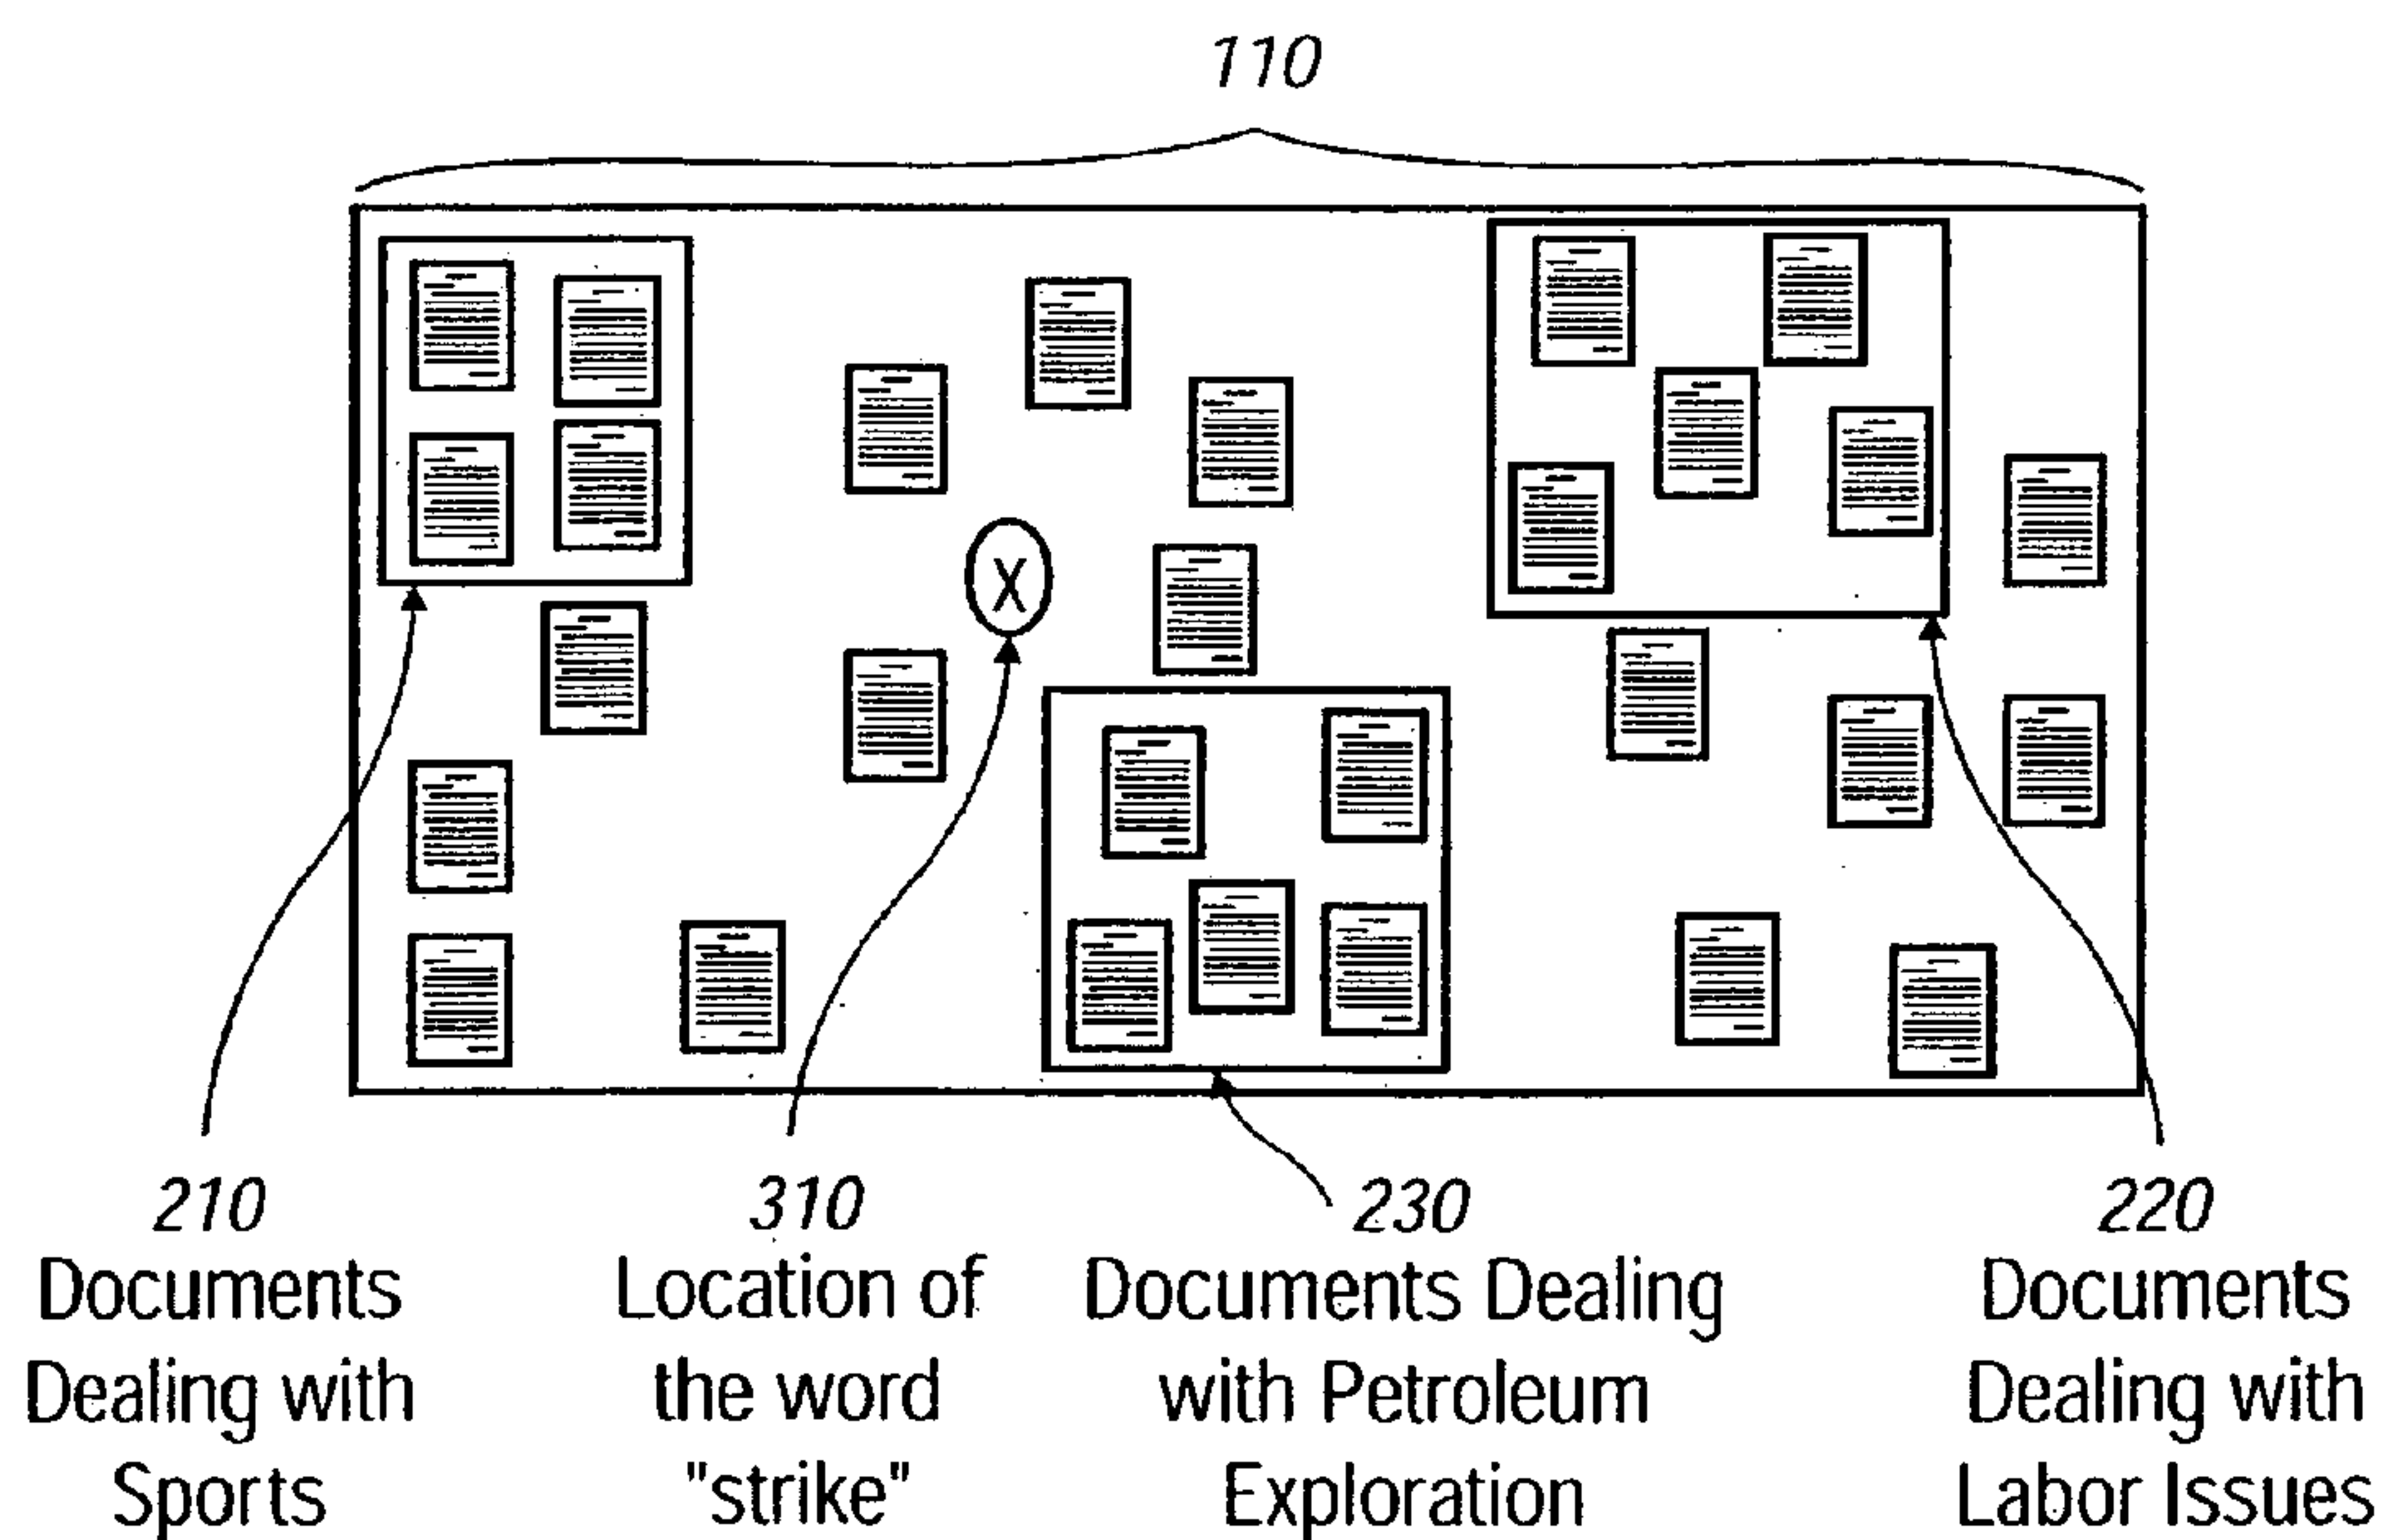 110
X
210
Documents
Dealing with
Sports
310
Location of
the word
"strike"
230
Documents Dealing
with Petroleum
Exploration
220
Documents
Dealing with
Labor Issues